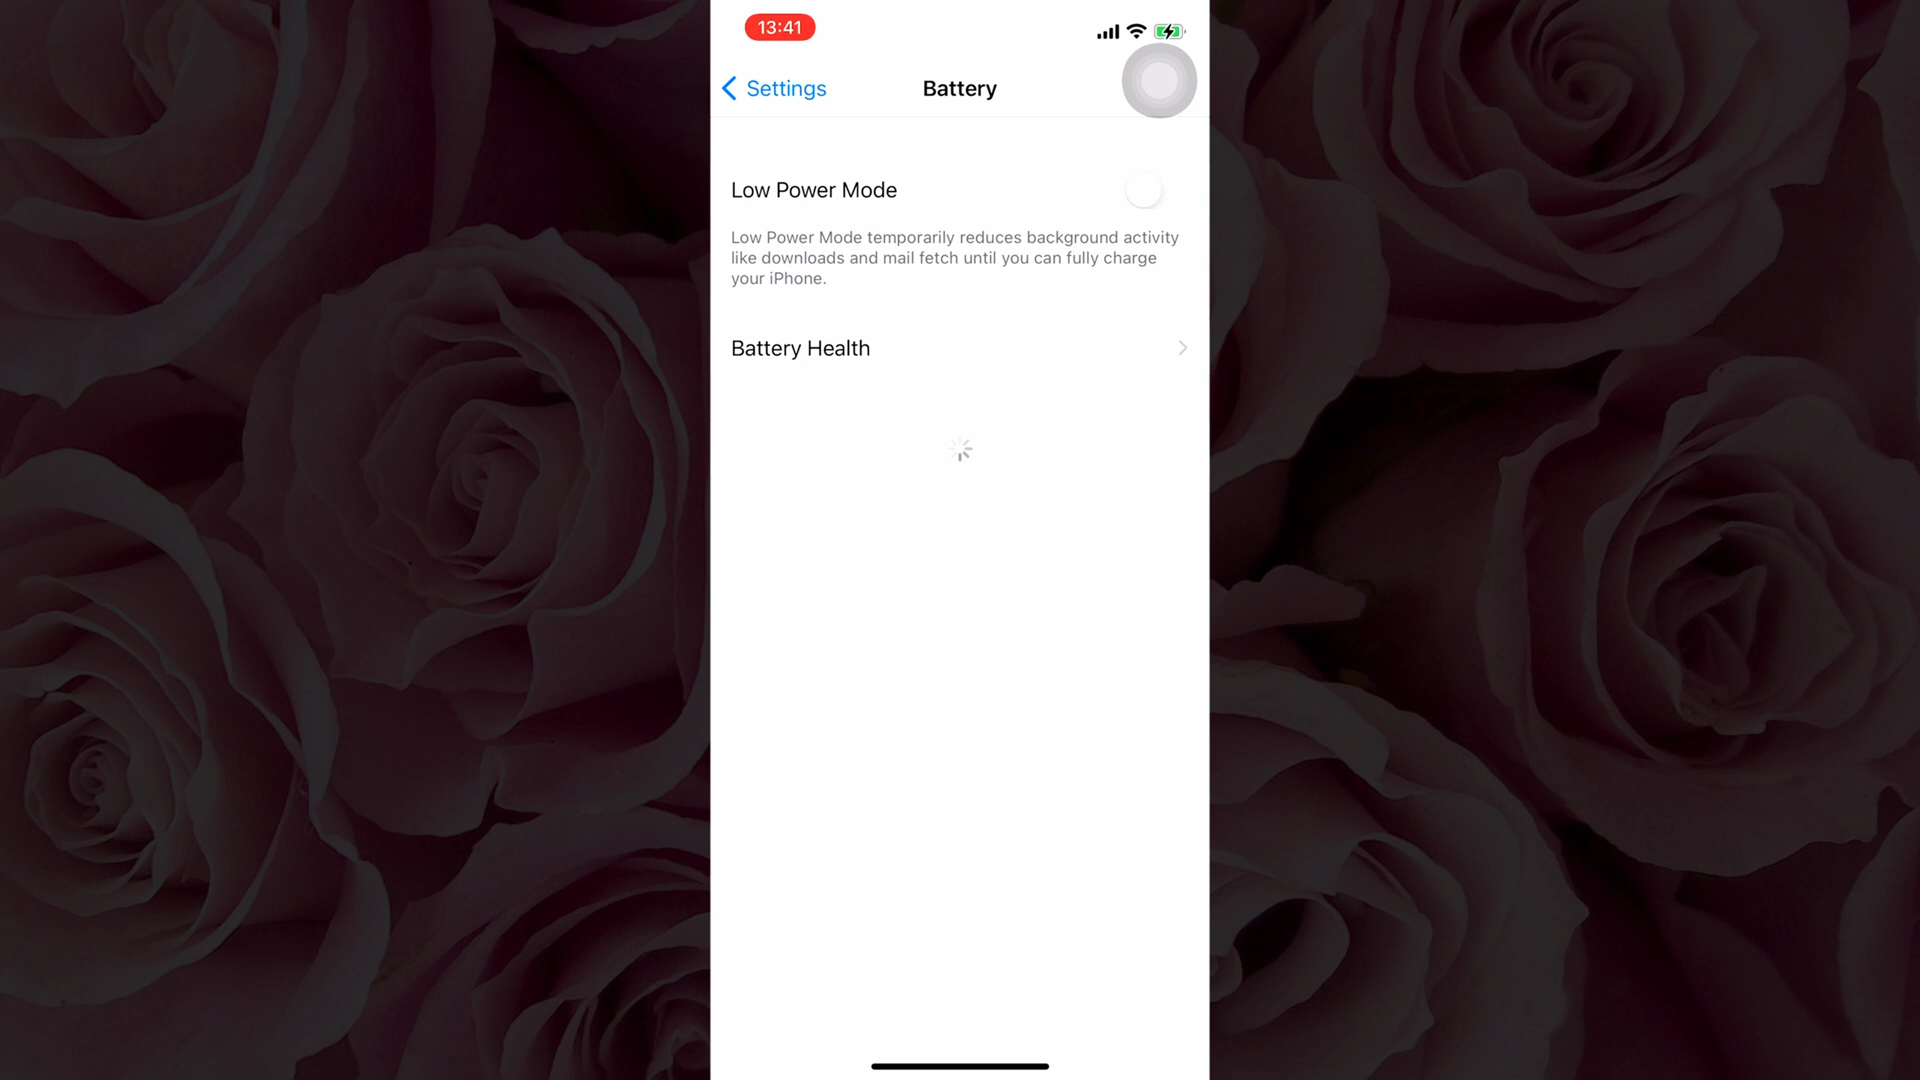 13:41
Settings
Battery
Low Power Mode
Low Power Mode temporarily reduces background activity
like downloads and mail fetch until you can fully charge
your iPhone.
Battery Health